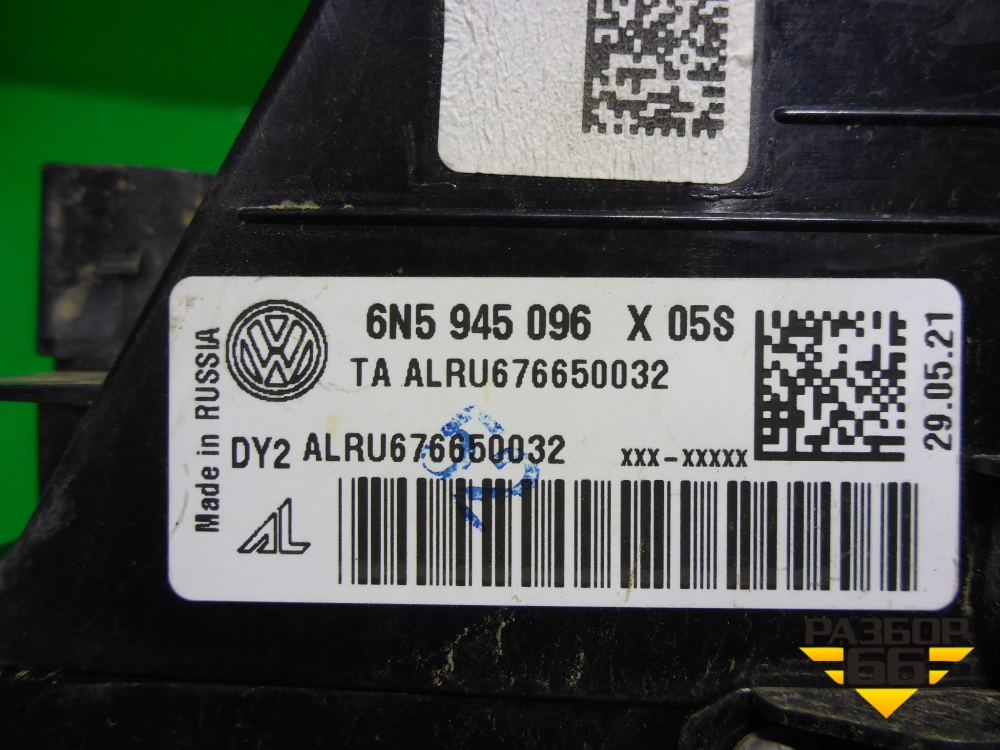 6N5 945 096 X 05S
TA ALRU676650032
DY2 ALRU676650032
xxx-xxxxx
Made in RUSSIA
29.05.21
AL
РАЗБОР
66